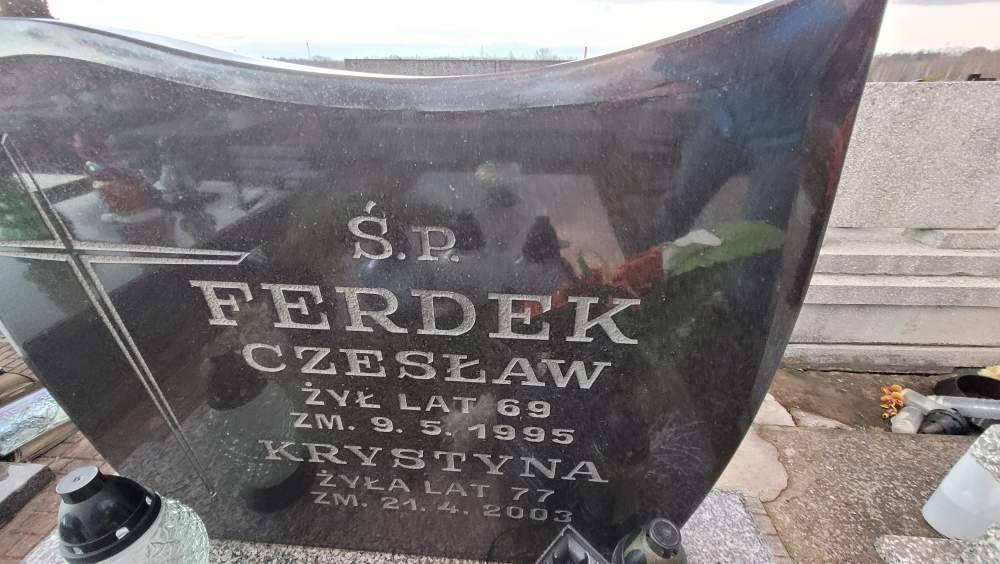 Ś.P.
FERDEK
CZESŁAW
ŻYŁ LAT 69
ZM. 9. 5. 1995
KRYSTYNA
ŻYŁA LAT 77
ZM. 21. 4. 2003